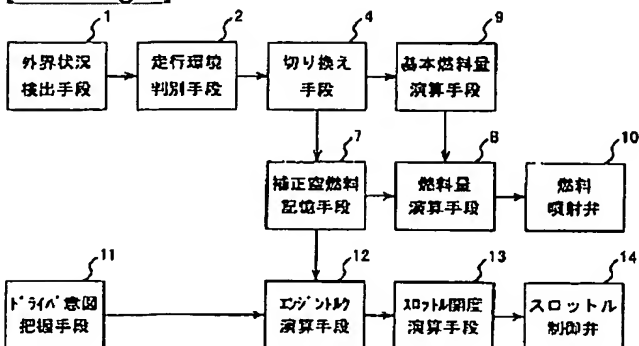 1
外界状況
検出手段
2
走行環境
判別手段
4
切り換え
手段
9
基本燃料量
演算手段
7
補正空燃料
記憶手段
8
燃料量
演算手段
10
燃料
噴射弁
11
ドライバ意図
把握手段
12
エンジントルク
演算手段
13
スロットル開度
演算手段
14
スロットル
制御弁